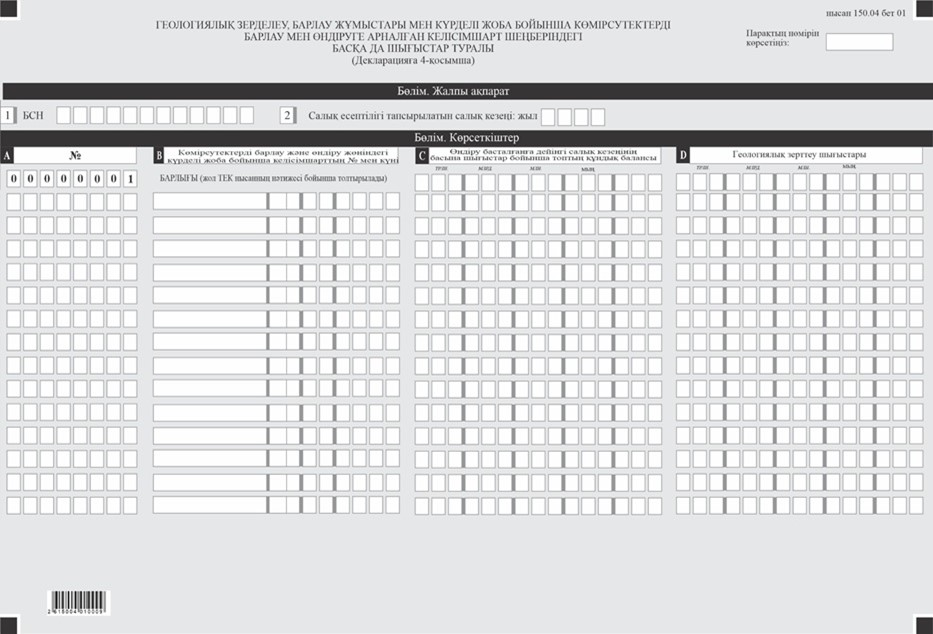 нысан 150.04 бет 01
ГЕОЛОГИЯЛЫҚ ЗЕРДЕЛЕУ, БАРЛАУ ЖҰМЫСТАРЫ МЕН КҮРДЕЛІ ЖОБА БОЙЫНША КӨМІРСУТЕКТЕРДІ
БАРЛАУ МЕН ӨНДІРУГЕ АРНАЛҒАН КЕЛІСІМШАРТ ШЕҢБЕРІНДЕГІ
БАСҚА ДА ШЫҒЫСТАР ТУРАЛЫ
(Декларацияға 4-қосымша)
Парақтың нөмірін
көрсетіңіз:
Бөлім. Жалпы ақпарат
1 БСН
2 Салық есептілігі тапсырылатын салық кезеңі: жыл
Бөлім. Көрсеткіштер
A №
B Көмірсутектерді барлау және өндіру жөніндегі
күрделі жоба бойынша келісімшарттың № мен күні
C Өндіру басталғанға дейінгі салық кезеңінің
басына шығыстар бойынша топтың құндық балансы
D Геологиялық зерттеу шығыстары
трлн млрд млн мың
трлн млрд млн мың
0 0 0 0 0 0 0 1
БАРЛЫҒЫ (жол ТЕК нысанның нәтижесі бойынша толтырылады)
2 615004 010009